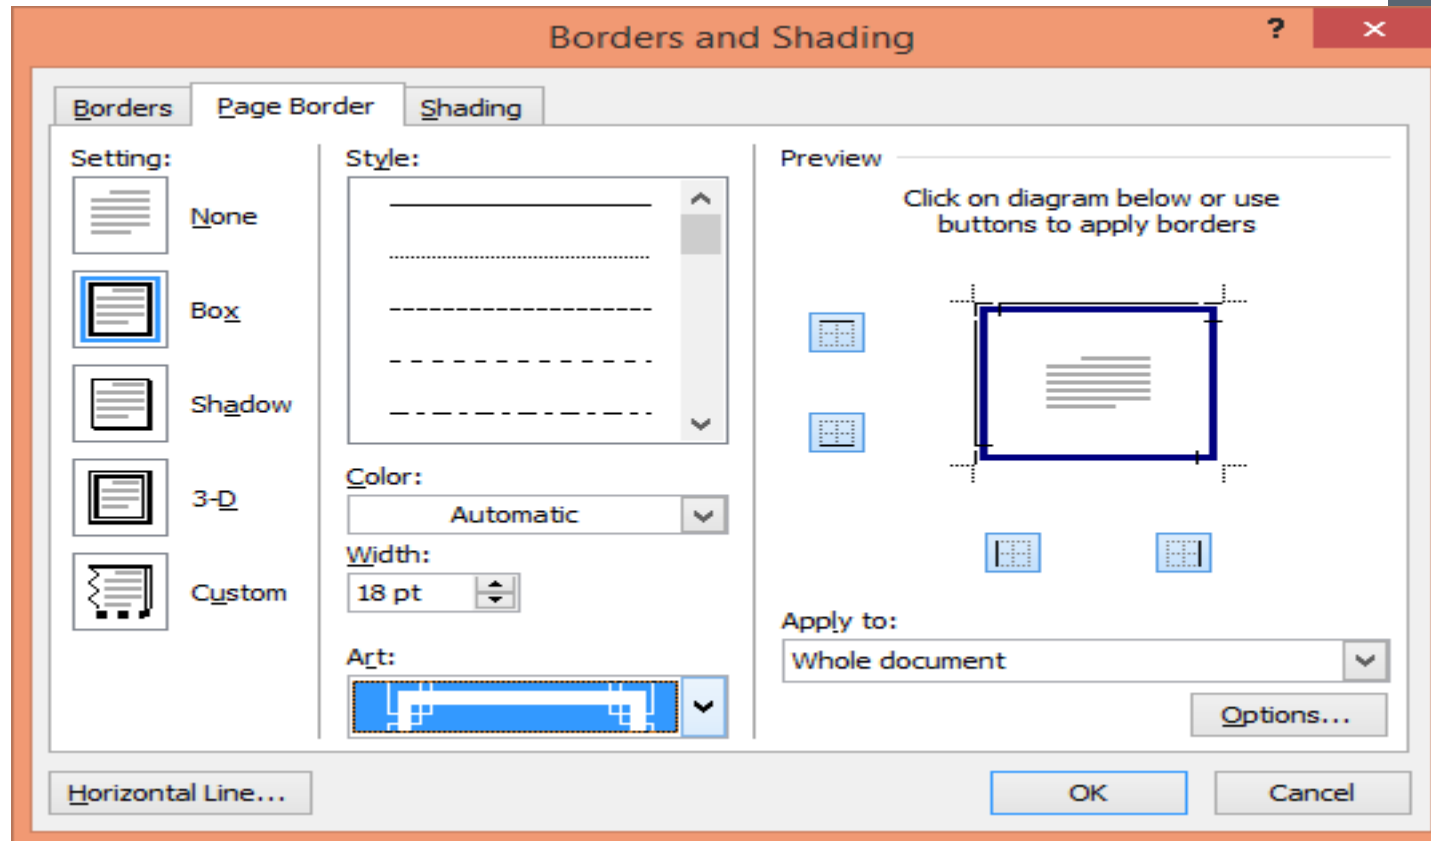 Borders and Shading
?
Borders
Page Border
Shading
Setting:
None
Box
Shadow
3-D
Custom
Style:
Color:
Automatic
Width:
18 pt
Art:
Preview
Click on diagram below or use
buttons to apply borders
Apply to:
Whole document
Options...
Horizontal Line...
OK
Cancel